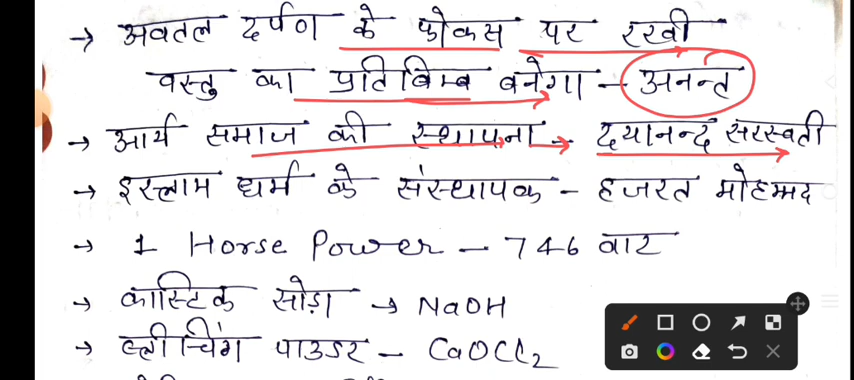 → अवतल दर्पण के फोकस पर रखी
वस्तु का प्रतिबिम्ब बनेगा - अनन्त
→ आर्य समाज की स्थापना - दयानन्द सरस्वती
→ इस्लाम धर्म के संस्थापक - हजरत मोहम्मद
→ 1 Horse Power - 746 वाट
→ कास्टिक सोड़ा → NaOH
→ ब्लीचिंग पाउडर - CaOCl2